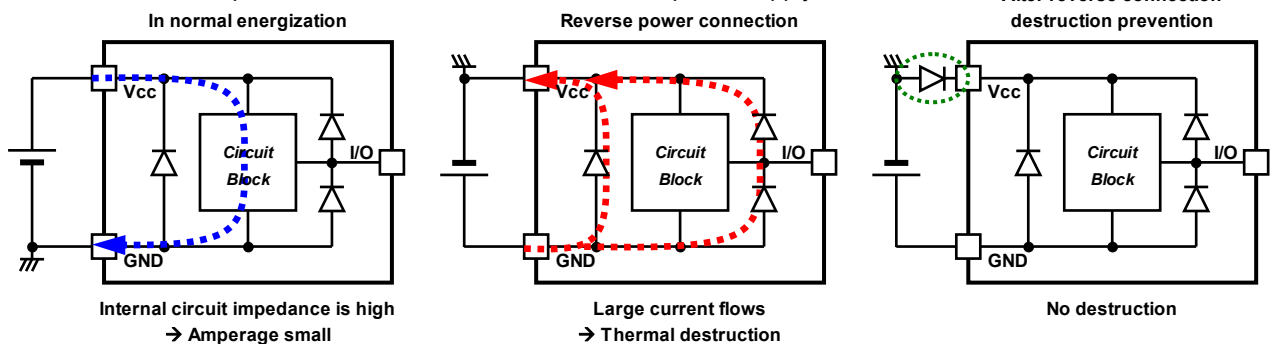 In normal energization
Vcc
Circuit
Block
I/O
GND
Internal circuit impedance is high
→ Amperage small
Reverse power connection
Vcc
Circuit
Block
I/O
GND
Large current flows
→ Thermal destruction
destruction prevention
Vcc
Circuit
Block
I/O
GND
No destruction